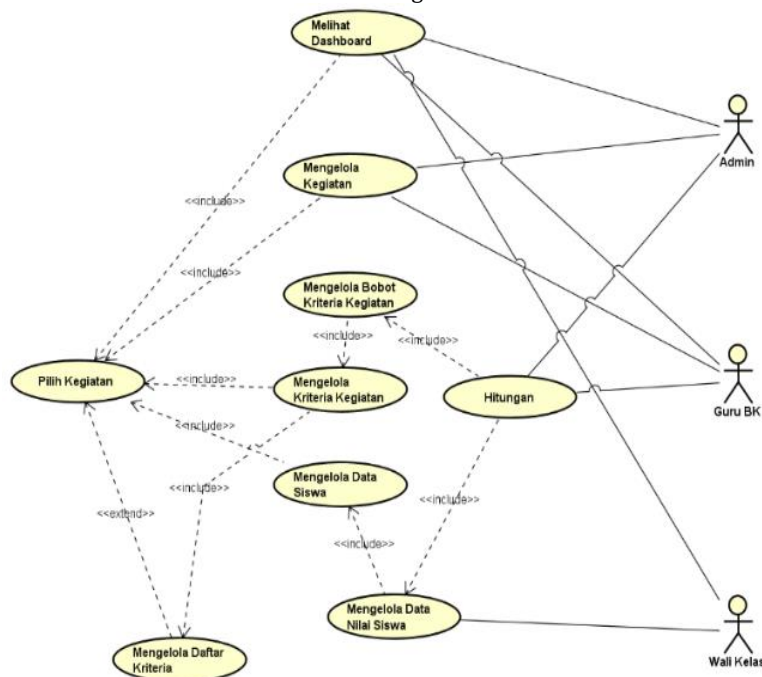 Melihat
Dashboard
Admin
Mengelola
Kegiatan
<<include>>
<<include>>
Mengelola Bobot
Kriteria Kegiatan
<<include>>
<<include>>
Pilih Kegiatan
<<include>>
Mengelola
Kriteria Kegiatan
Hitungan
Guru BK
<<include>>
Mengelola Data
Siswa
<<include>>
<<include>>
<<extend>>
<<include>>
Mengelola Data
Nilai Siswa
Mengelola Daftar
Kriteria
Wali Kelas